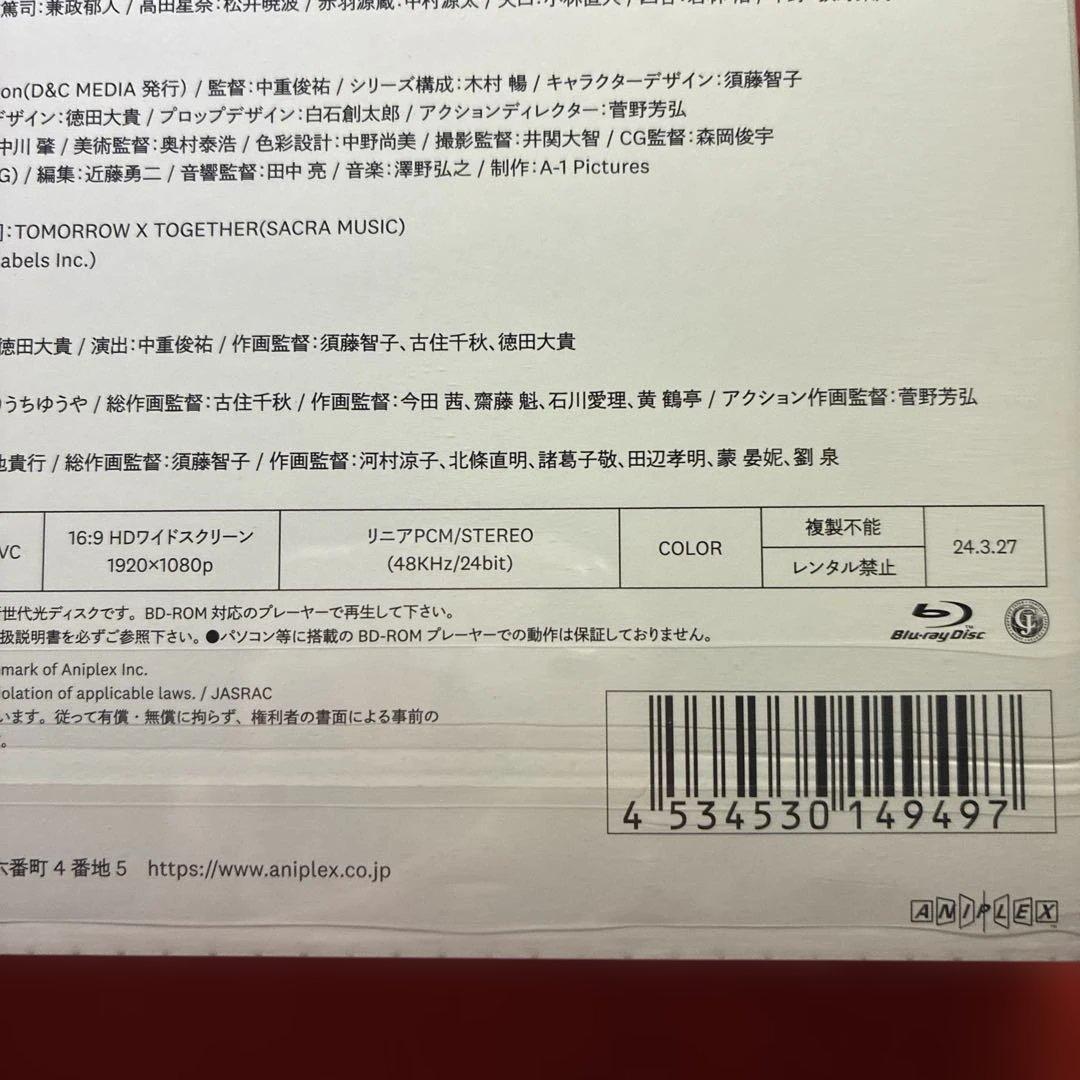 篤司：兼政郁人 / 高田星奈：松井暁波 / 赤羽源蔵：中村源太
on(D&C MEDIA 発行) / 監督：中重俊祐 / シリーズ構成：木村 暢 / キャラクターデザイン：須藤智子
デザイン：徳田大貴 / プロップデザイン：白石創太郎 / アクションディレクター：菅野芳弘
中川 肇 / 美術監督：奥村泰浩 / 色彩設計：中野尚美 / 撮影監督：井関大智 / CG監督：森岡俊宇
G) / 編集：近藤勇二 / 音響監督：田中 亮 / 音楽：澤野弘之 / 制作：A-1 Pictures
：TOMORROW X TOGETHER(SACRA MUSIC)
abels Inc.)
徳田大貴 / 演出：中重俊祐 / 作画監督：須藤智子、古住千秋、徳田大貴
うちゆうや / 総作画監督：古住千秋 / 作画監督：今田 茜、齋藤 魁、石川愛理、黄 鶴亭 / アクション作画監督：菅野芳弘
地貴行 / 総作画監督：須藤智子 / 作画監督：河村涼子、北條直明、諸葛子敬、田辺孝明、蒙 晏妮、劉 泉
VC
16:9 HDワイドスクリーン
1920×1080p
リニアPCM/STEREO
(48KHz/24bit)
COLOR
複製不能
レンタル禁止
24.3.27
世代光ディスクです。BD-ROM 対応のプレーヤーで再生して下さい。
扱説明書を必ずご参照下さい。●パソコン等に搭載の BD-ROM プレーヤーでの動作は保証しておりません。
Blu-ray Disc
mark of Aniplex Inc.
olation of applicable laws. / JASRAC
います。従って有償・無償に拘らず、権利者の書面による事前の
。
4 534530 149497
六番町 4 番地 5 https://www.aniplex.co.jp
ANIPLEX